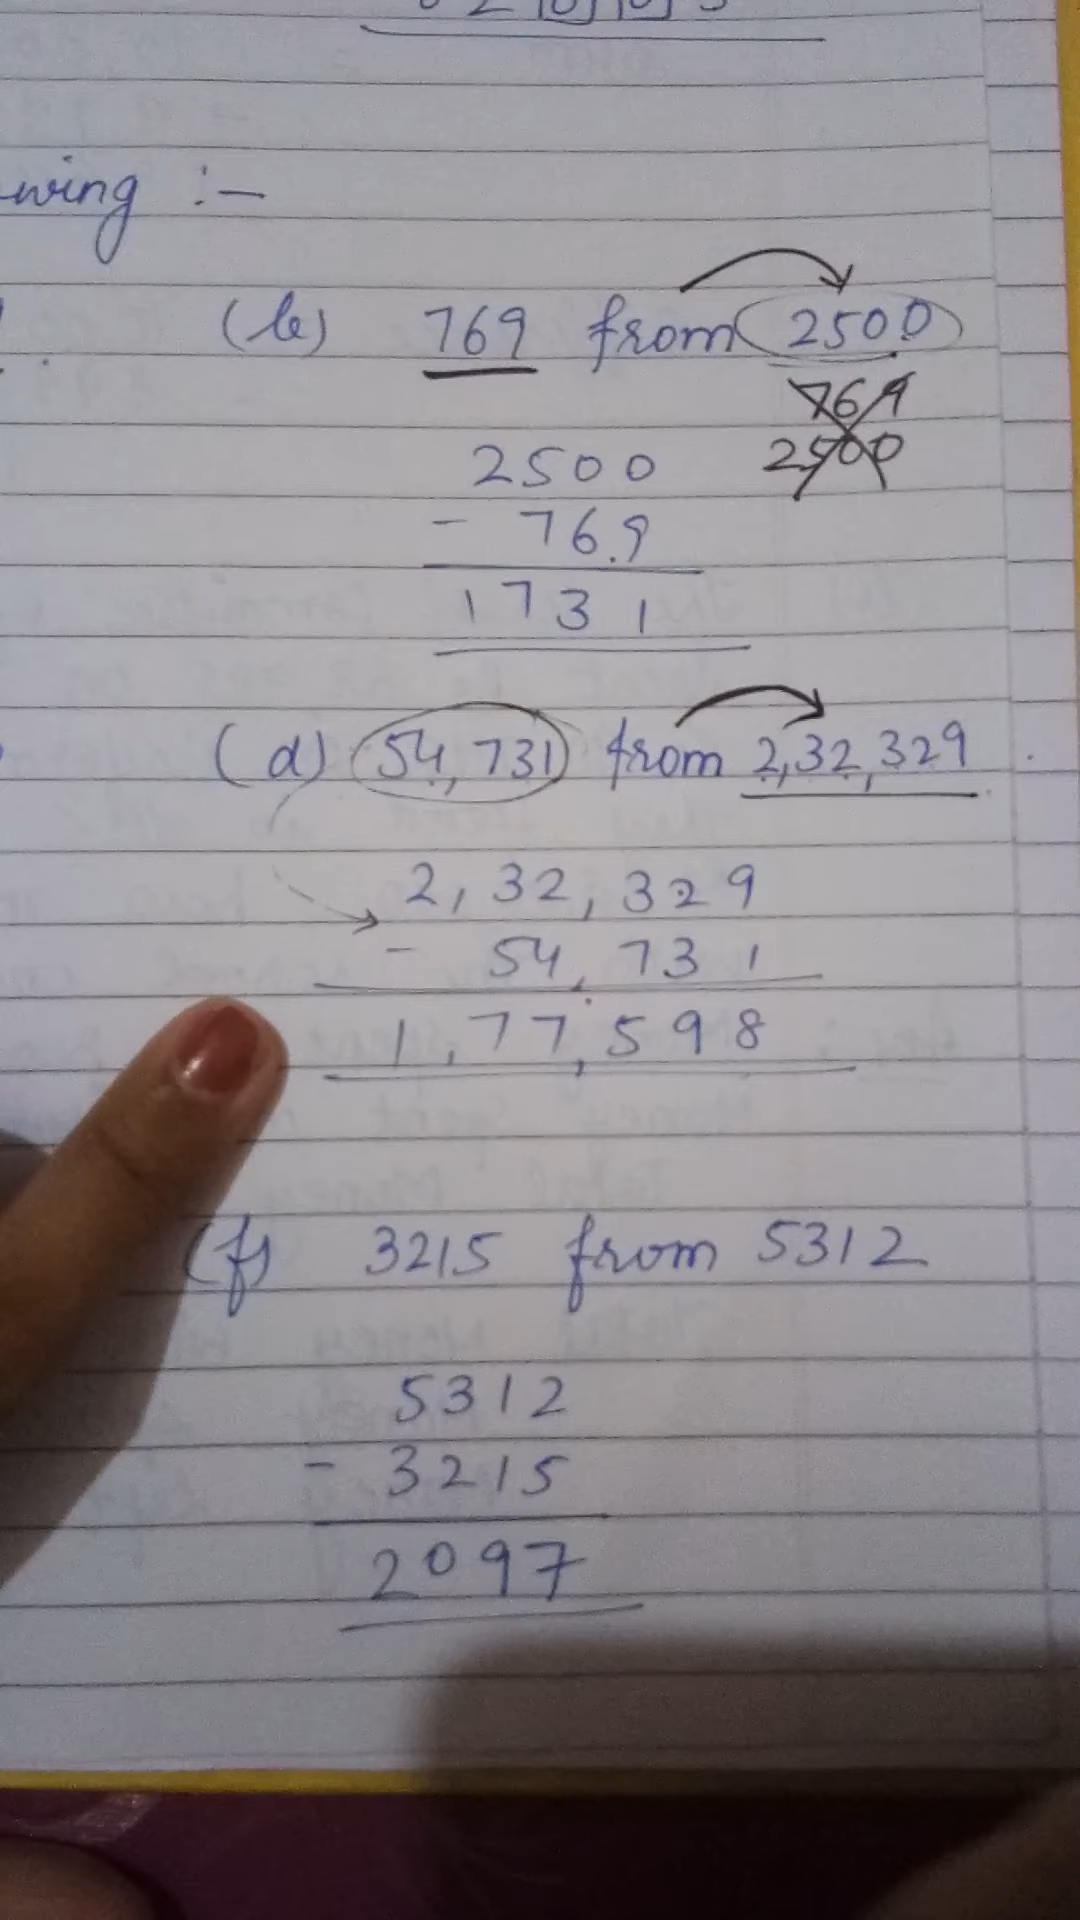 wing :-
(b) 769 from 2500
769
2500
2500
- 769
1731
(d) 54,731 from 2,32,329
2,32,329
- 54,731
1,77,598
(f) 3215 from 5312
5312
- 3215
2097